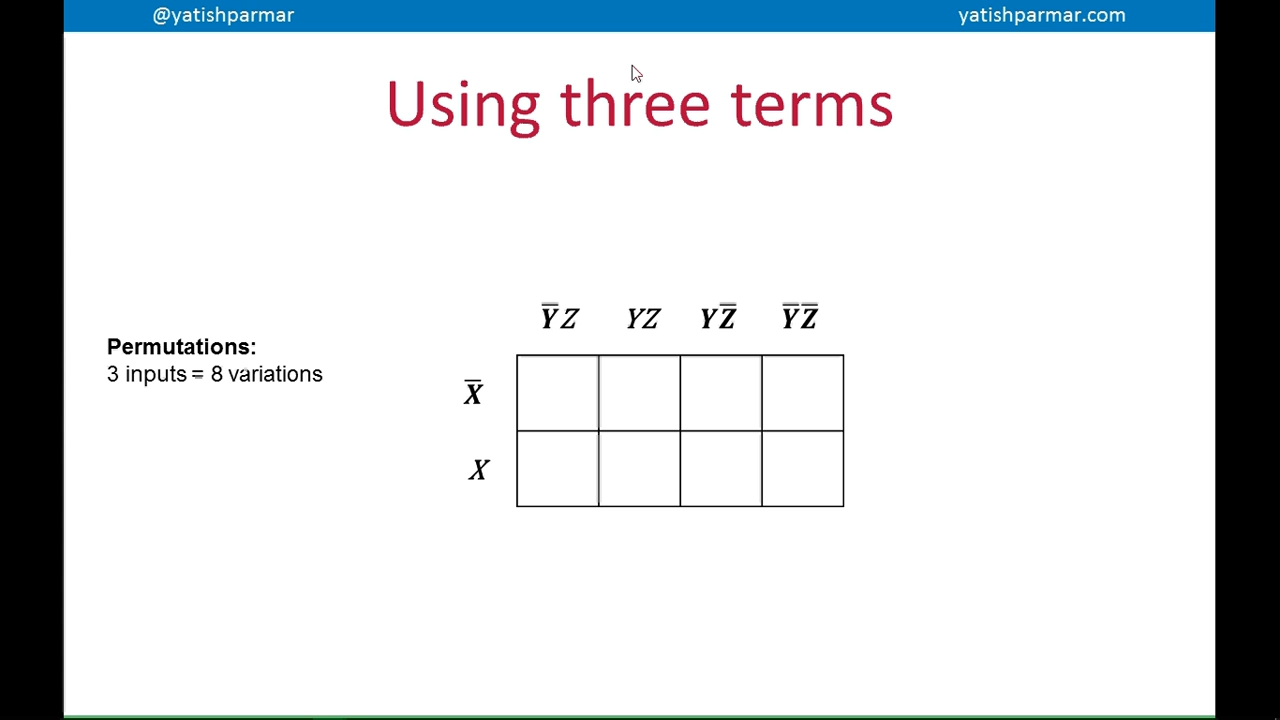 @yatishparmar yatishparmar.com
Using three terms
Y̅Z YZ YZ̅ Y̅Z̅
Permutations:
3 inputs = 8 variations
X̅
X